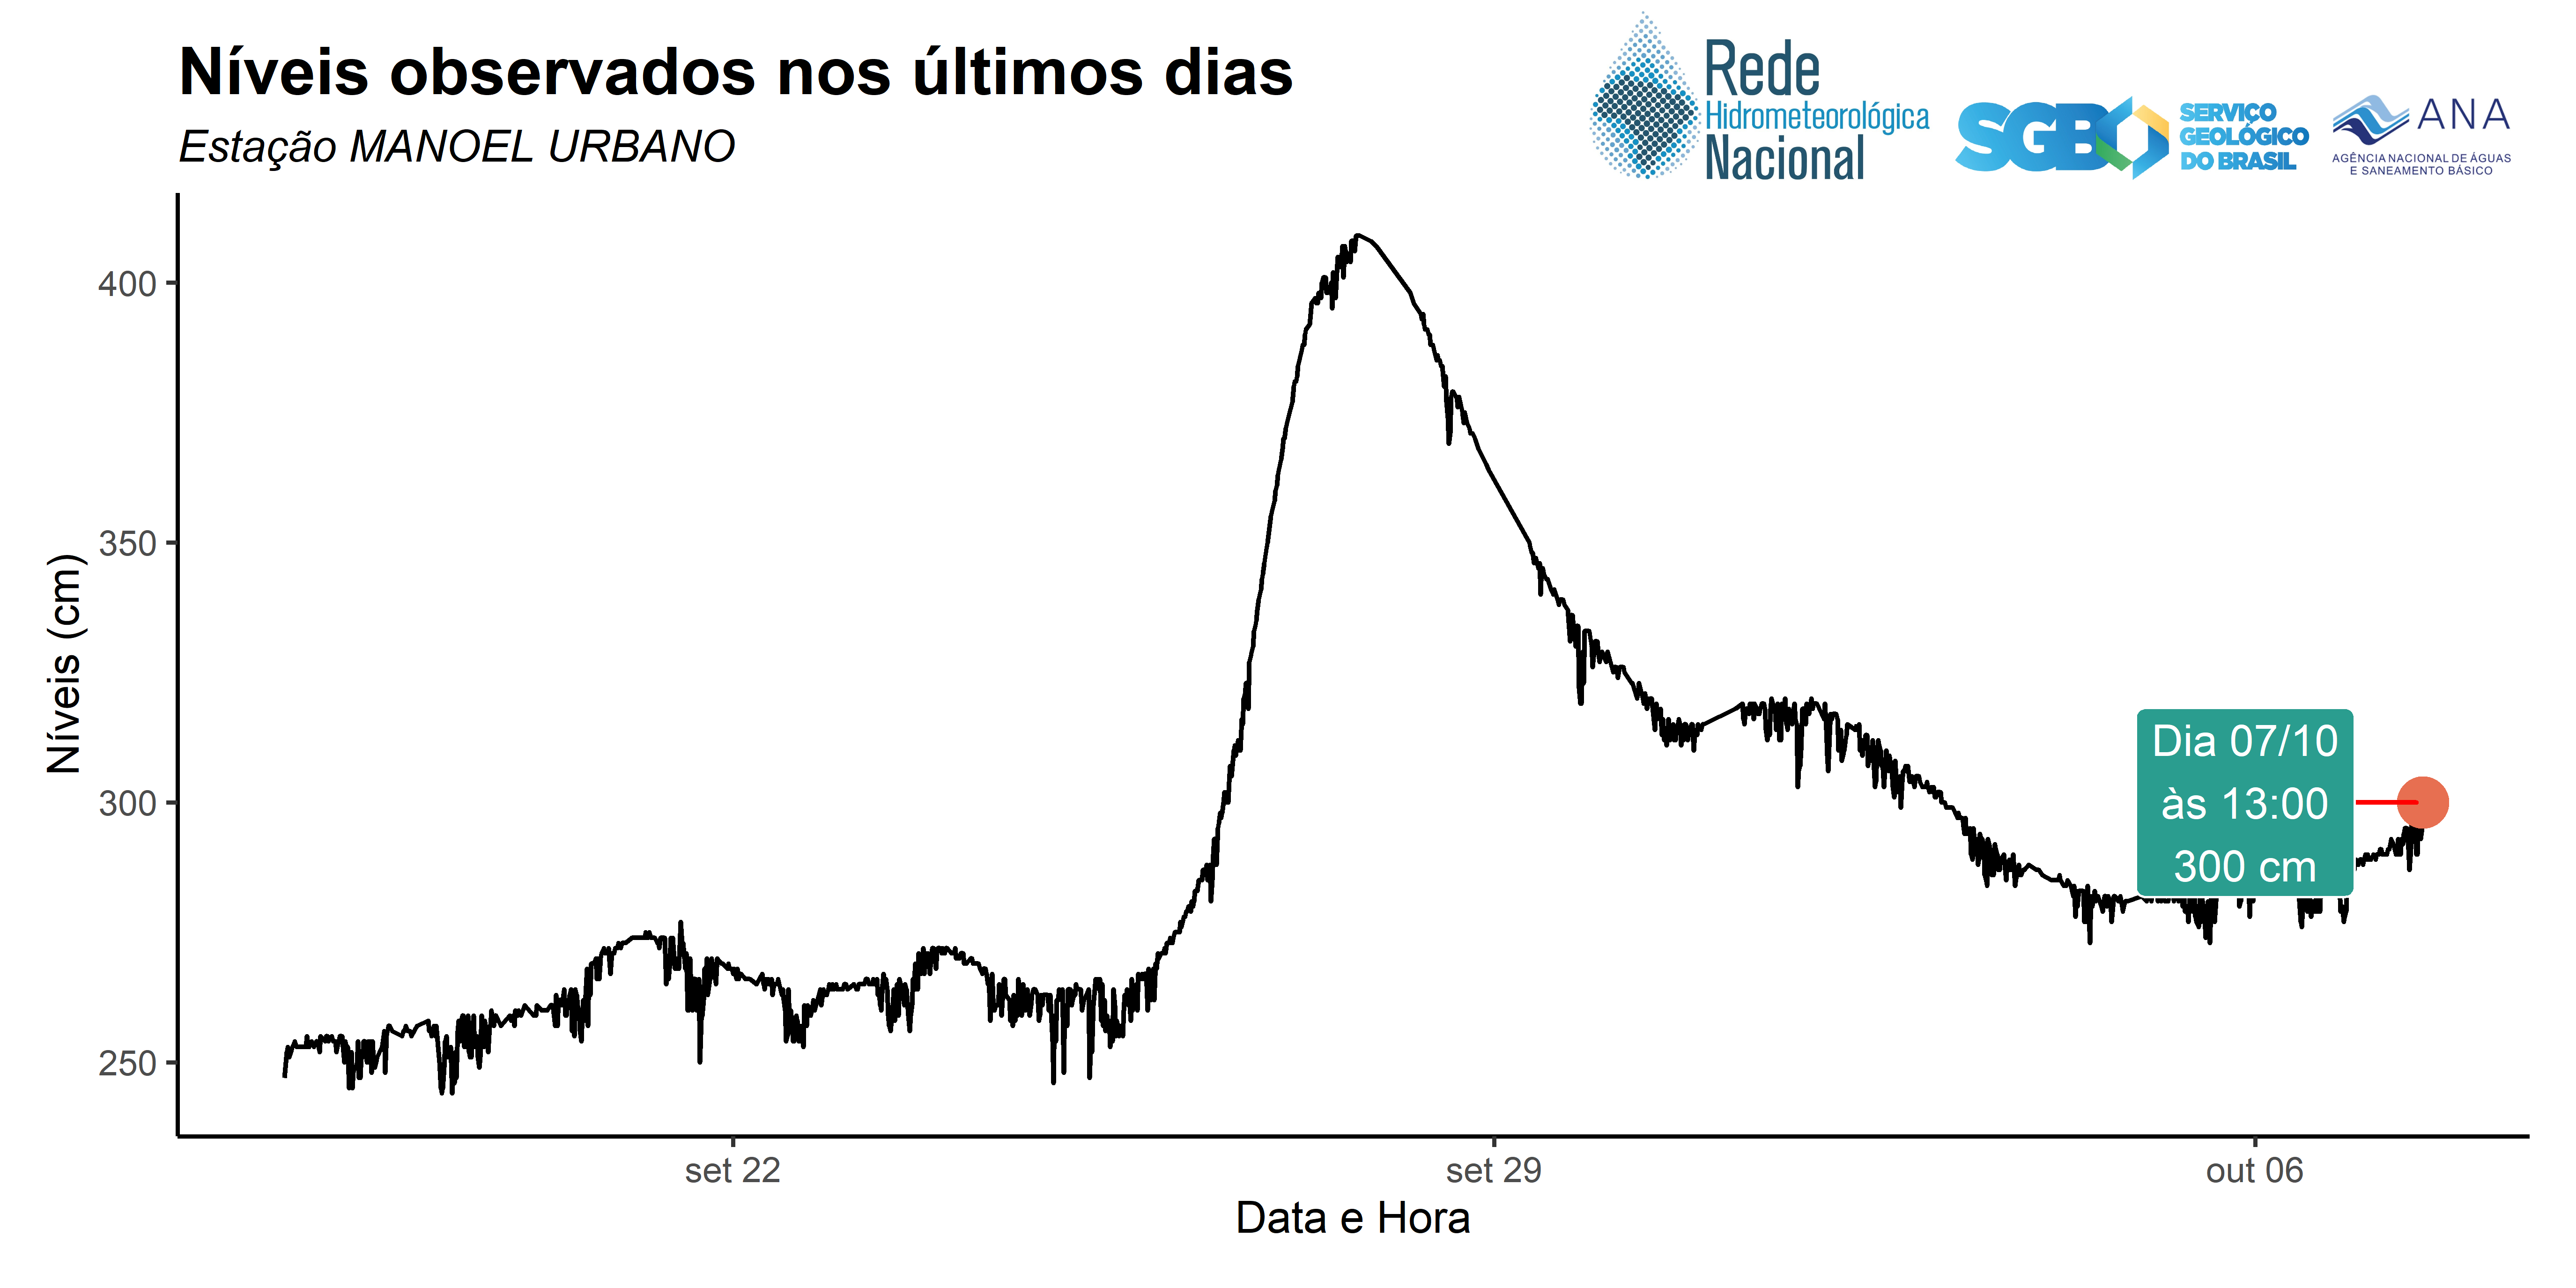 Níveis observados nos últimos dias
Estação MANOEL URBANO
Rede
Hidrometeorológica
Nacional
SGB
SERVIÇO
GEOLÓGICO
DO BRASIL
ANA
AGÊNCIA NACIONAL DE ÁGUAS
E SANEAMENTO BÁSICO
Níveis (cm)
400
350
300
250
Dia 07/10
às 13:00
300 cm
set 22
set 29
out 06
Data e Hora